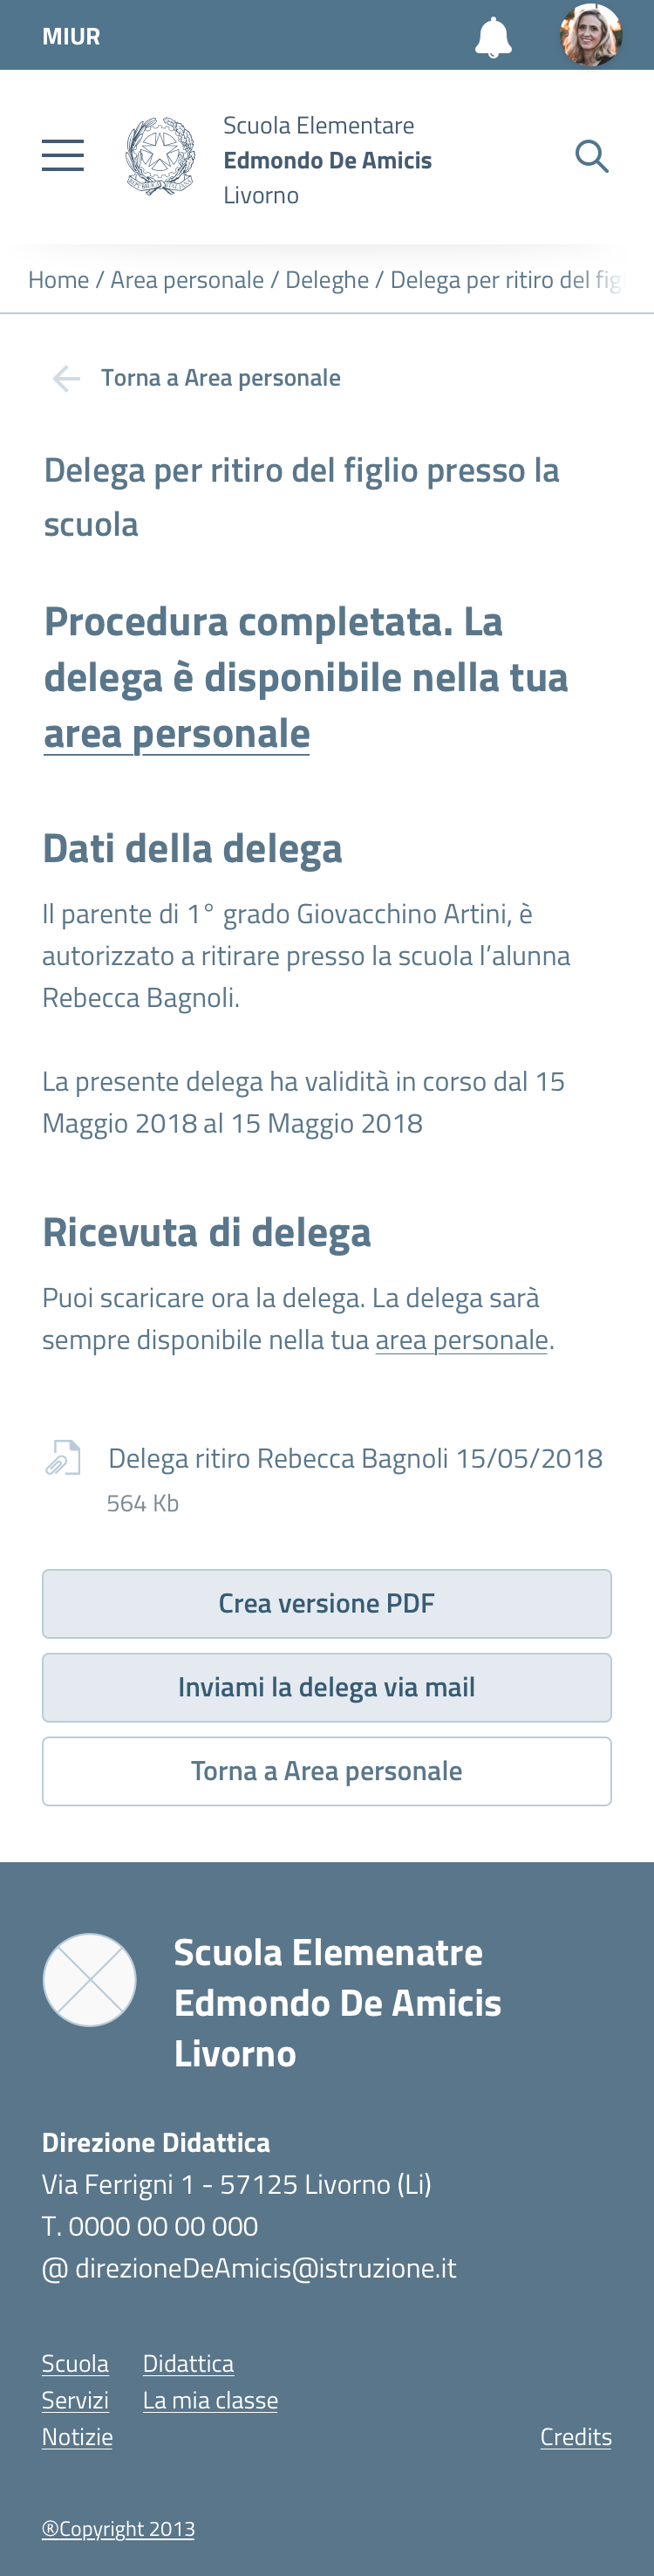 MIUR
Scuola Elementare
Edmondo De Amicis
Livorno
Home / Area personale / Deleghe / Delega per ritiro del figl
Torna a Area personale
Delega per ritiro del figlio presso la
scuola
Procedura completata. La
delega è disponibile nella tua
area personale
Dati della delega
Il parente di 1° grado Giovacchino Artini, è
autorizzato a ritirare presso la scuola l’alunna
Rebecca Bagnoli.
La presente delega ha validità in corso dal 15
Maggio 2018 al 15 Maggio 2018
Ricevuta di delega
Puoi scaricare ora la delega. La delega sarà
sempre disponibile nella tua area personale.
Delega ritiro Rebecca Bagnoli 15/05/2018
564 Kb
Crea versione PDF
Inviami la delega via mail
Torna a Area personale
Scuola Elemenatre
Edmondo De Amicis
Livorno
Direzione Didattica
Via Ferrigni 1 - 57125 Livorno (Li)
T. 0000 00 00 000
@ direzioneDeAmicis@istruzione.it
Scuola Didattica
Servizi La mia classe
Notizie Credits
®Copyright 2013